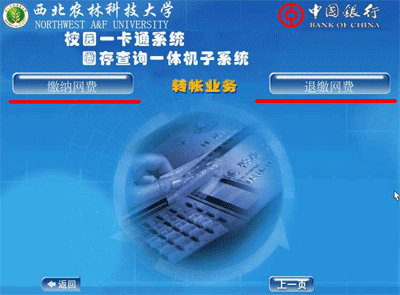 西北农林科技大学
NORTHWEST A&F UNIVERSITY
中国银行
BANK OF CHINA
校园一卡通系统
圈存查询一体机子系统
缴纳网费
转帐业务
退缴网费
返回
上一页